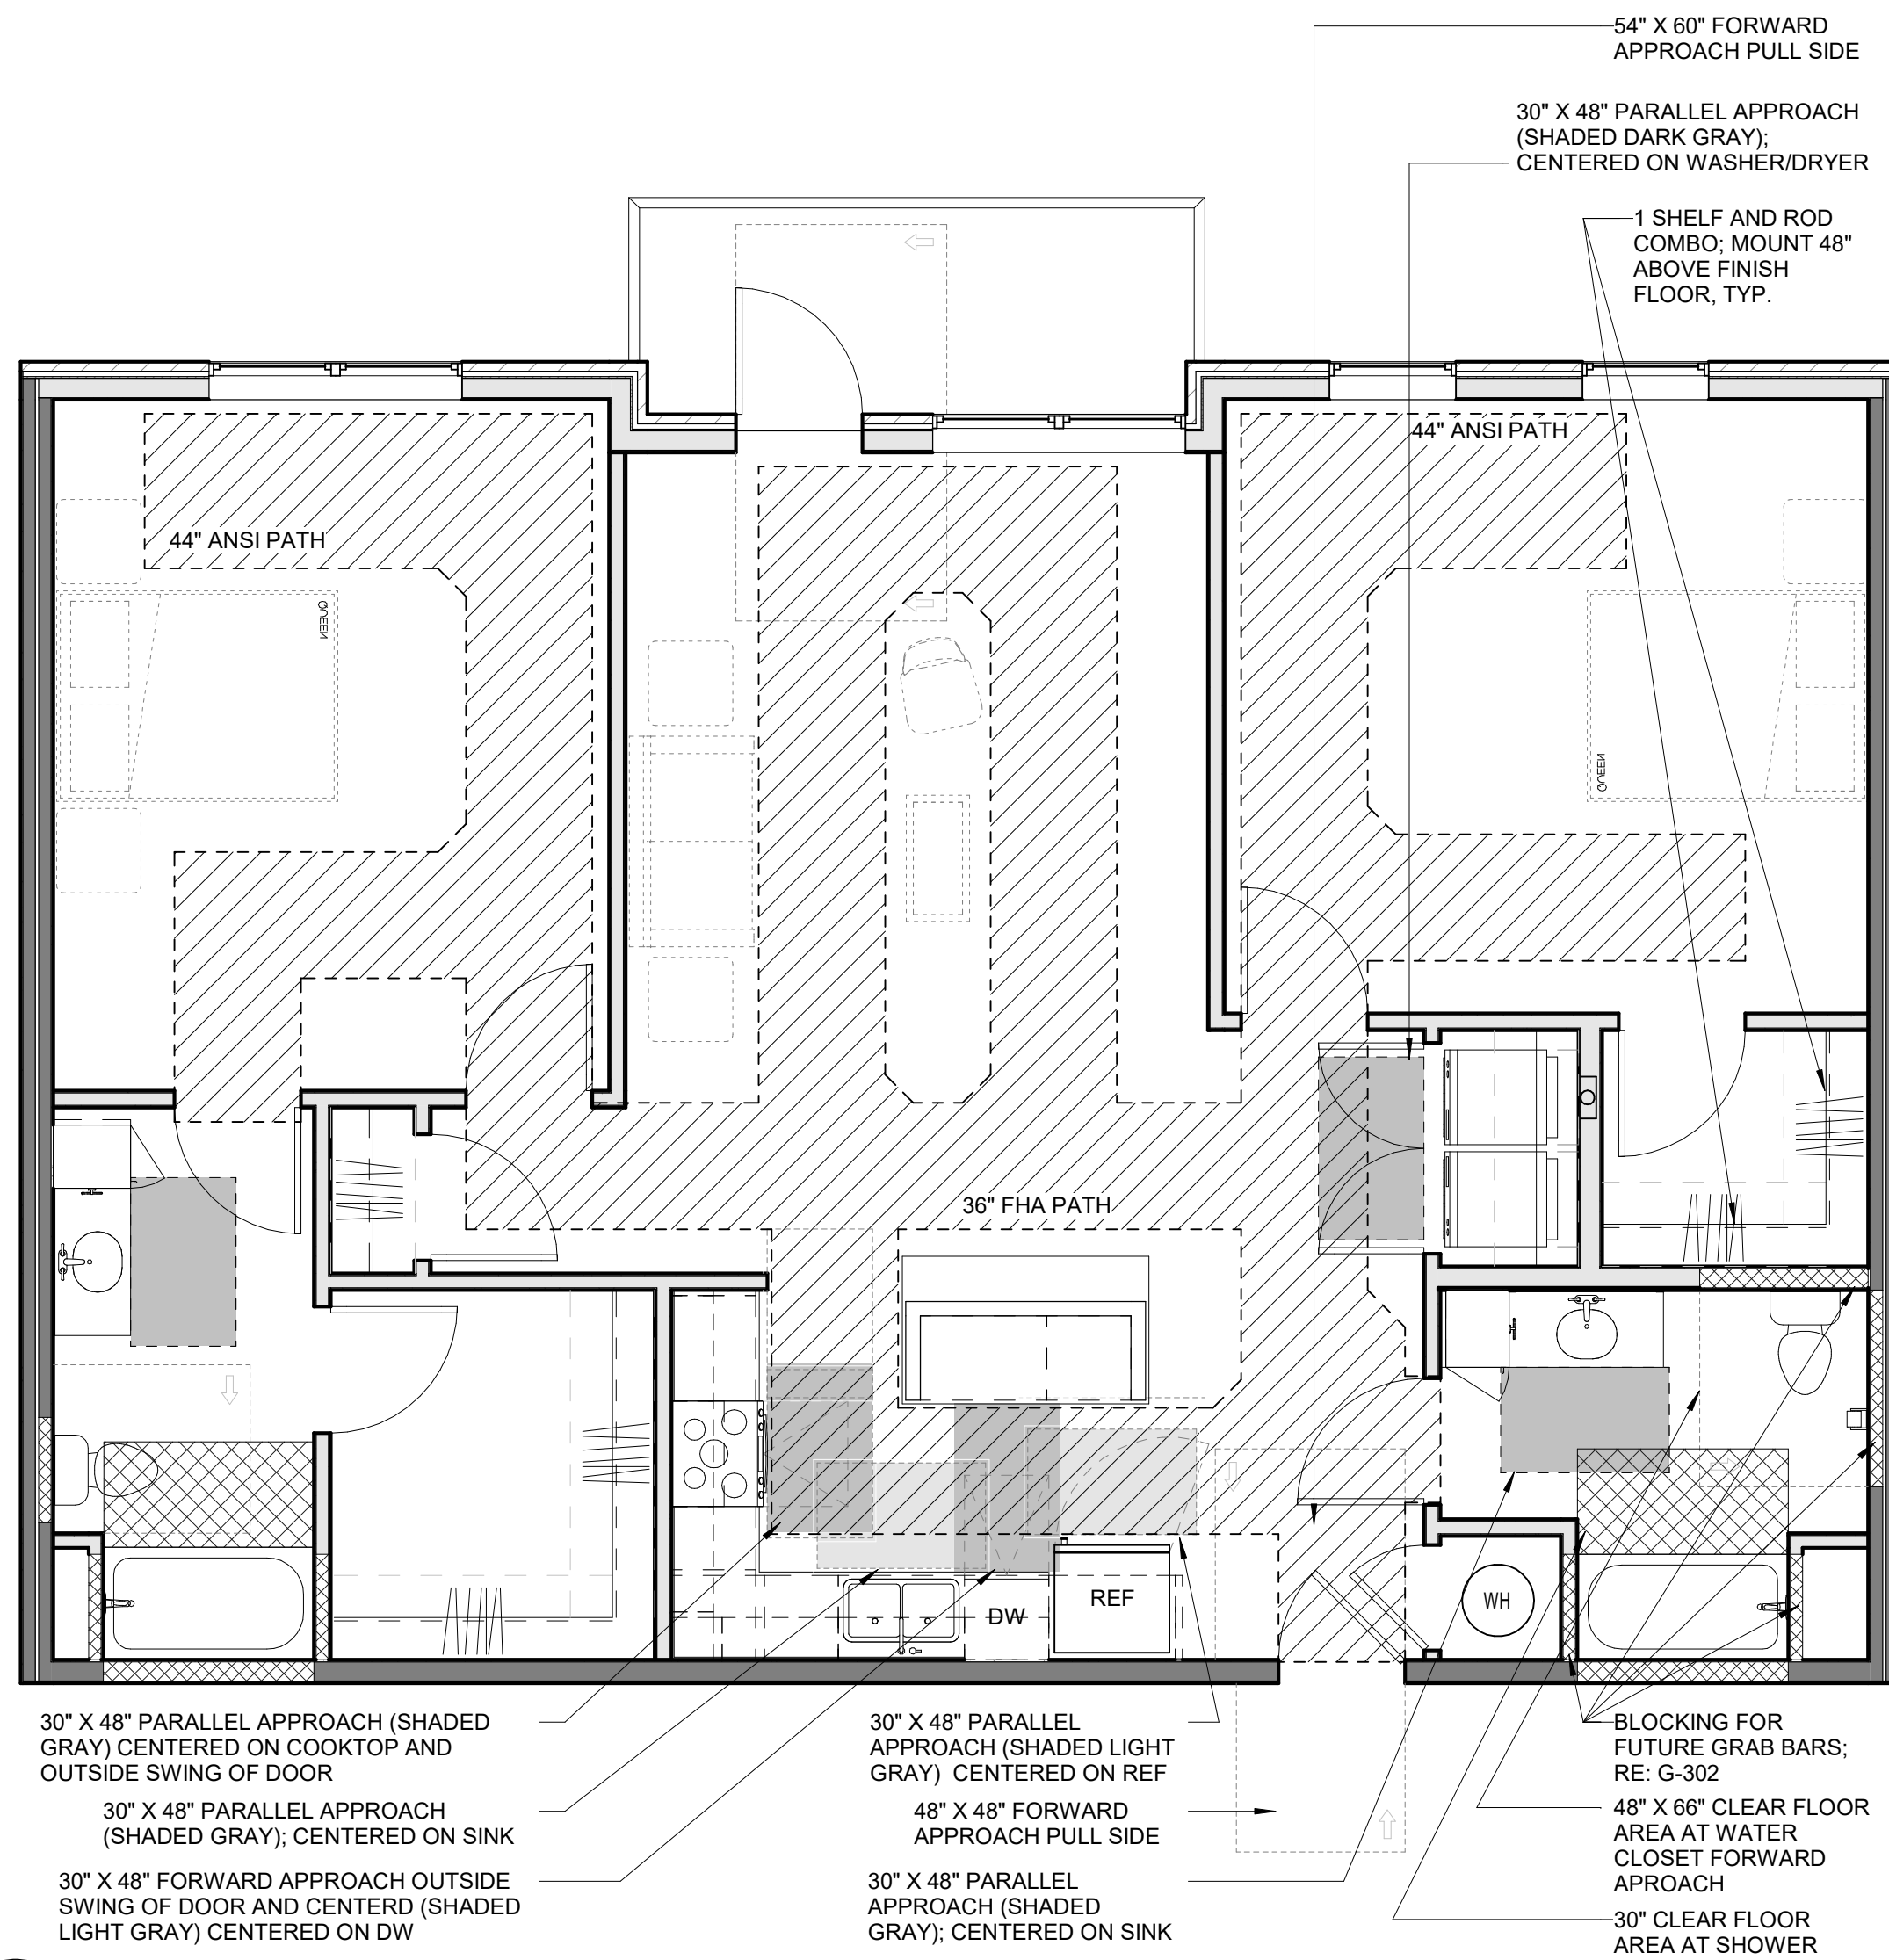 54" X 60" FORWARD
APPROACH PULL SIDE
30" X 48" PARALLEL APPROACH
(SHADED DARK GRAY);
CENTERED ON WASHER/DRYER
1 SHELF AND ROD
COMBO; MOUNT 48"
ABOVE FINISH
FLOOR, TYP.
44" ANSI PATH
44" ANSI PATH
QUEEN
QUEEN
36" FHA PATH
DW
REF
WH
30" X 48" PARALLEL APPROACH (SHADED
GRAY) CENTERED ON COOKTOP AND
OUTSIDE SWING OF DOOR
30" X 48" PARALLEL APPROACH
(SHADED GRAY); CENTERED ON SINK
30" X 48" FORWARD APPROACH OUTSIDE
SWING OF DOOR AND CENTERD (SHADED
LIGHT GRAY) CENTERED ON DW
30" X 48" PARALLEL
APPROACH (SHADED LIGHT
GRAY) CENTERED ON REF
48" X 48" FORWARD
APPROACH PULL SIDE
30" X 48" PARALLEL
APPROACH (SHADED
GRAY); CENTERED ON SINK
BLOCKING FOR
FUTURE GRAB BARS;
RE: G-302
48" X 66" CLEAR FLOOR
AREA AT WATER
CLOSET FORWARD
APROACH
30" CLEAR FLOOR
AREA AT SHOWER